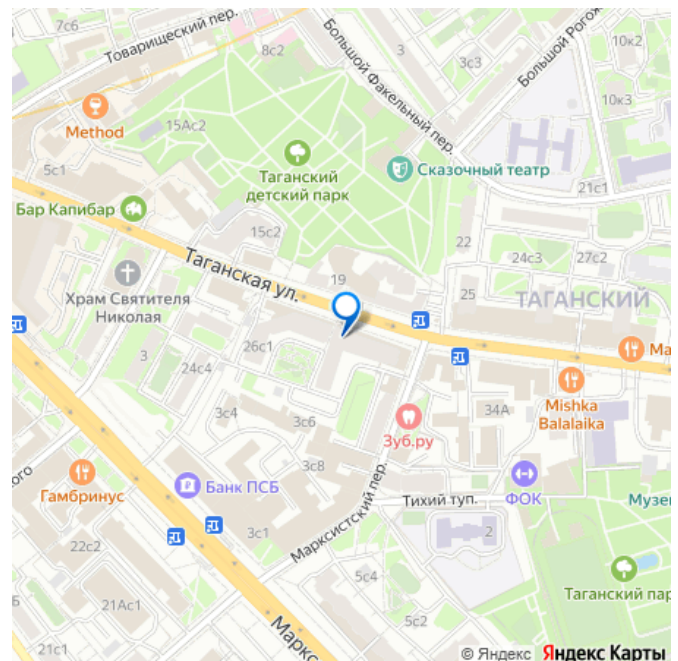 7с6
Товарищеский пер.
8с2
Большой Факельный пер.
3
3с3
Большой Рогож
10к2
10к3
Method
15Ас2
5с1
Таганский
детский парк
Сказочный театр
21с1
Бар Капибар
15с2
22
24с3
27с2
Таганская ул.
Храм Святителя
Николая
19
25
ТАГАНСКИЙ
3
24с4
26с1
Ма
3с4
3с6
34А
Mishka
Balalaika
Зуб.ру
3с8
ого
Гамбринус
Банк ПСБ
ФОК
Музе
Тихий туп.
Марксистский пер.
3с1
2
22с2
5с4
Таганский пар
Б
21Ас1
5с2
Маркс
21с1
© Яндекс Яндекс Карты